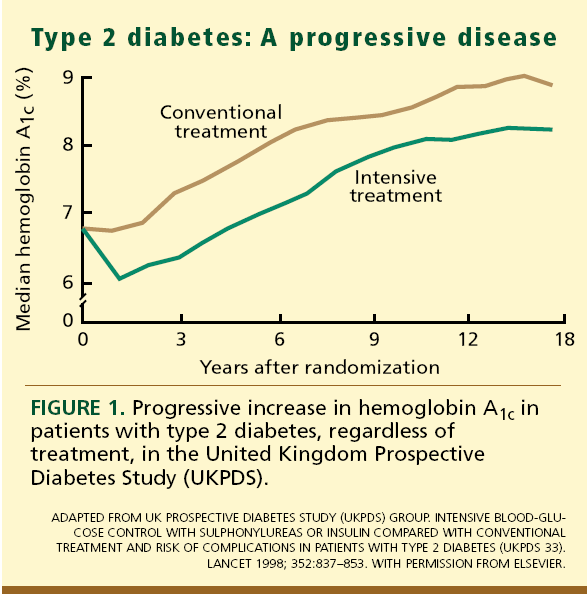 Type 2 diabetes: A progressive disease
Median hemoglobin A1c (%)
9
8
7
6
0
Conventional
treatment
Intensive
treatment
0 3 6 9 12 18
Years after randomization
FIGURE 1. Progressive increase in hemoglobin A1c in
patients with type 2 diabetes, regardless of
treatment, in the United Kingdom Prospective
Diabetes Study (UKPDS).
ADAPTED FROM UK PROSPECTIVE DIABETES STUDY (UKPDS) GROUP. INTENSIVE BLOOD-GLU-
COSE CONTROL WITH SULPHONYLUREAS OR INSULIN COMPARED WITH CONVENTIONAL
TREATMENT AND RISK OF COMPLICATIONS IN PATIENTS WITH TYPE 2 DIABETES (UKPDS 33).
LANCET 1998; 352:837–853. WITH PERMISSION FROM ELSEVIER.